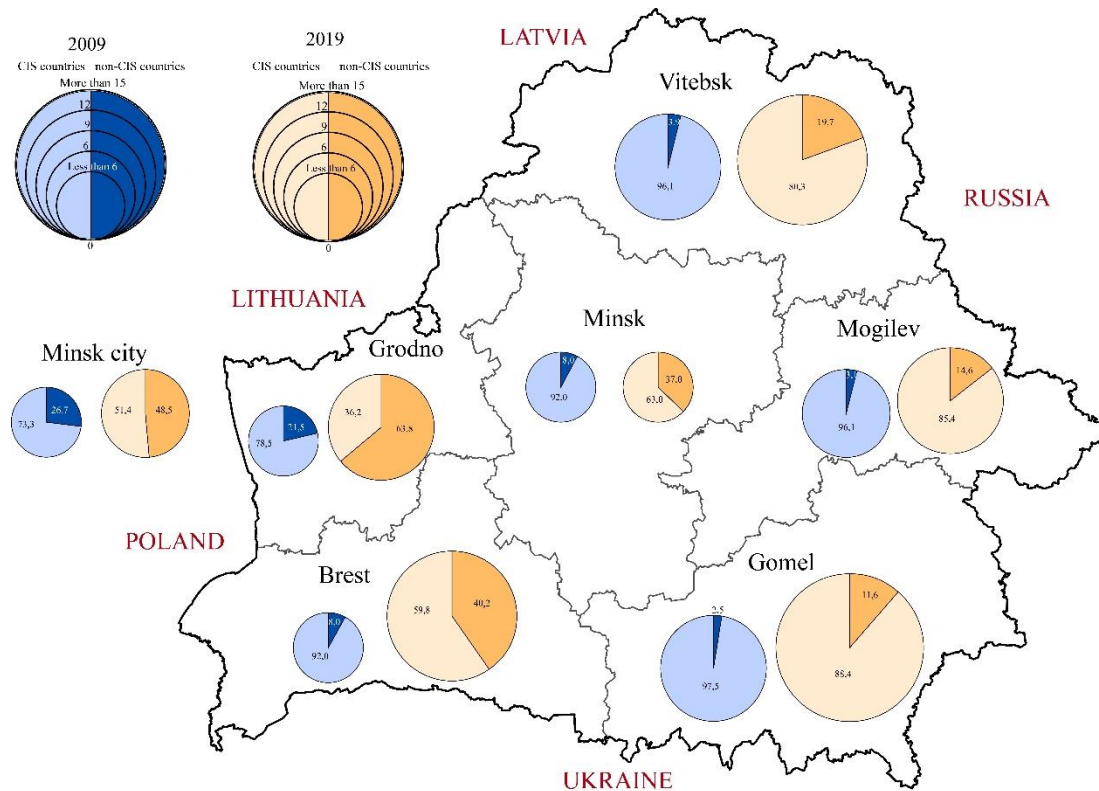 2009
CIS countries non-CIS countries
More than 15
12
9
6
Less than 6
0
2019
CIS countries non-CIS countries
More than 15
12
9
6
Less than 6
0
LATVIA
Vitebsk
3,9
96,1
19,7
80,3
RUSSIA
LITHUANIA
Minsk
8,0
92,0
37,0
63,0
Mogilev
96,1
14,6
85,4
Minsk city
26,7
73,3
51,4
48,5
Grodno
21,5
78,5
36,2
63,8
POLAND
Brest
8,0
92,0
59,8
40,2
Gomel
2,5
97,5
11,6
88,4
UKRAINE